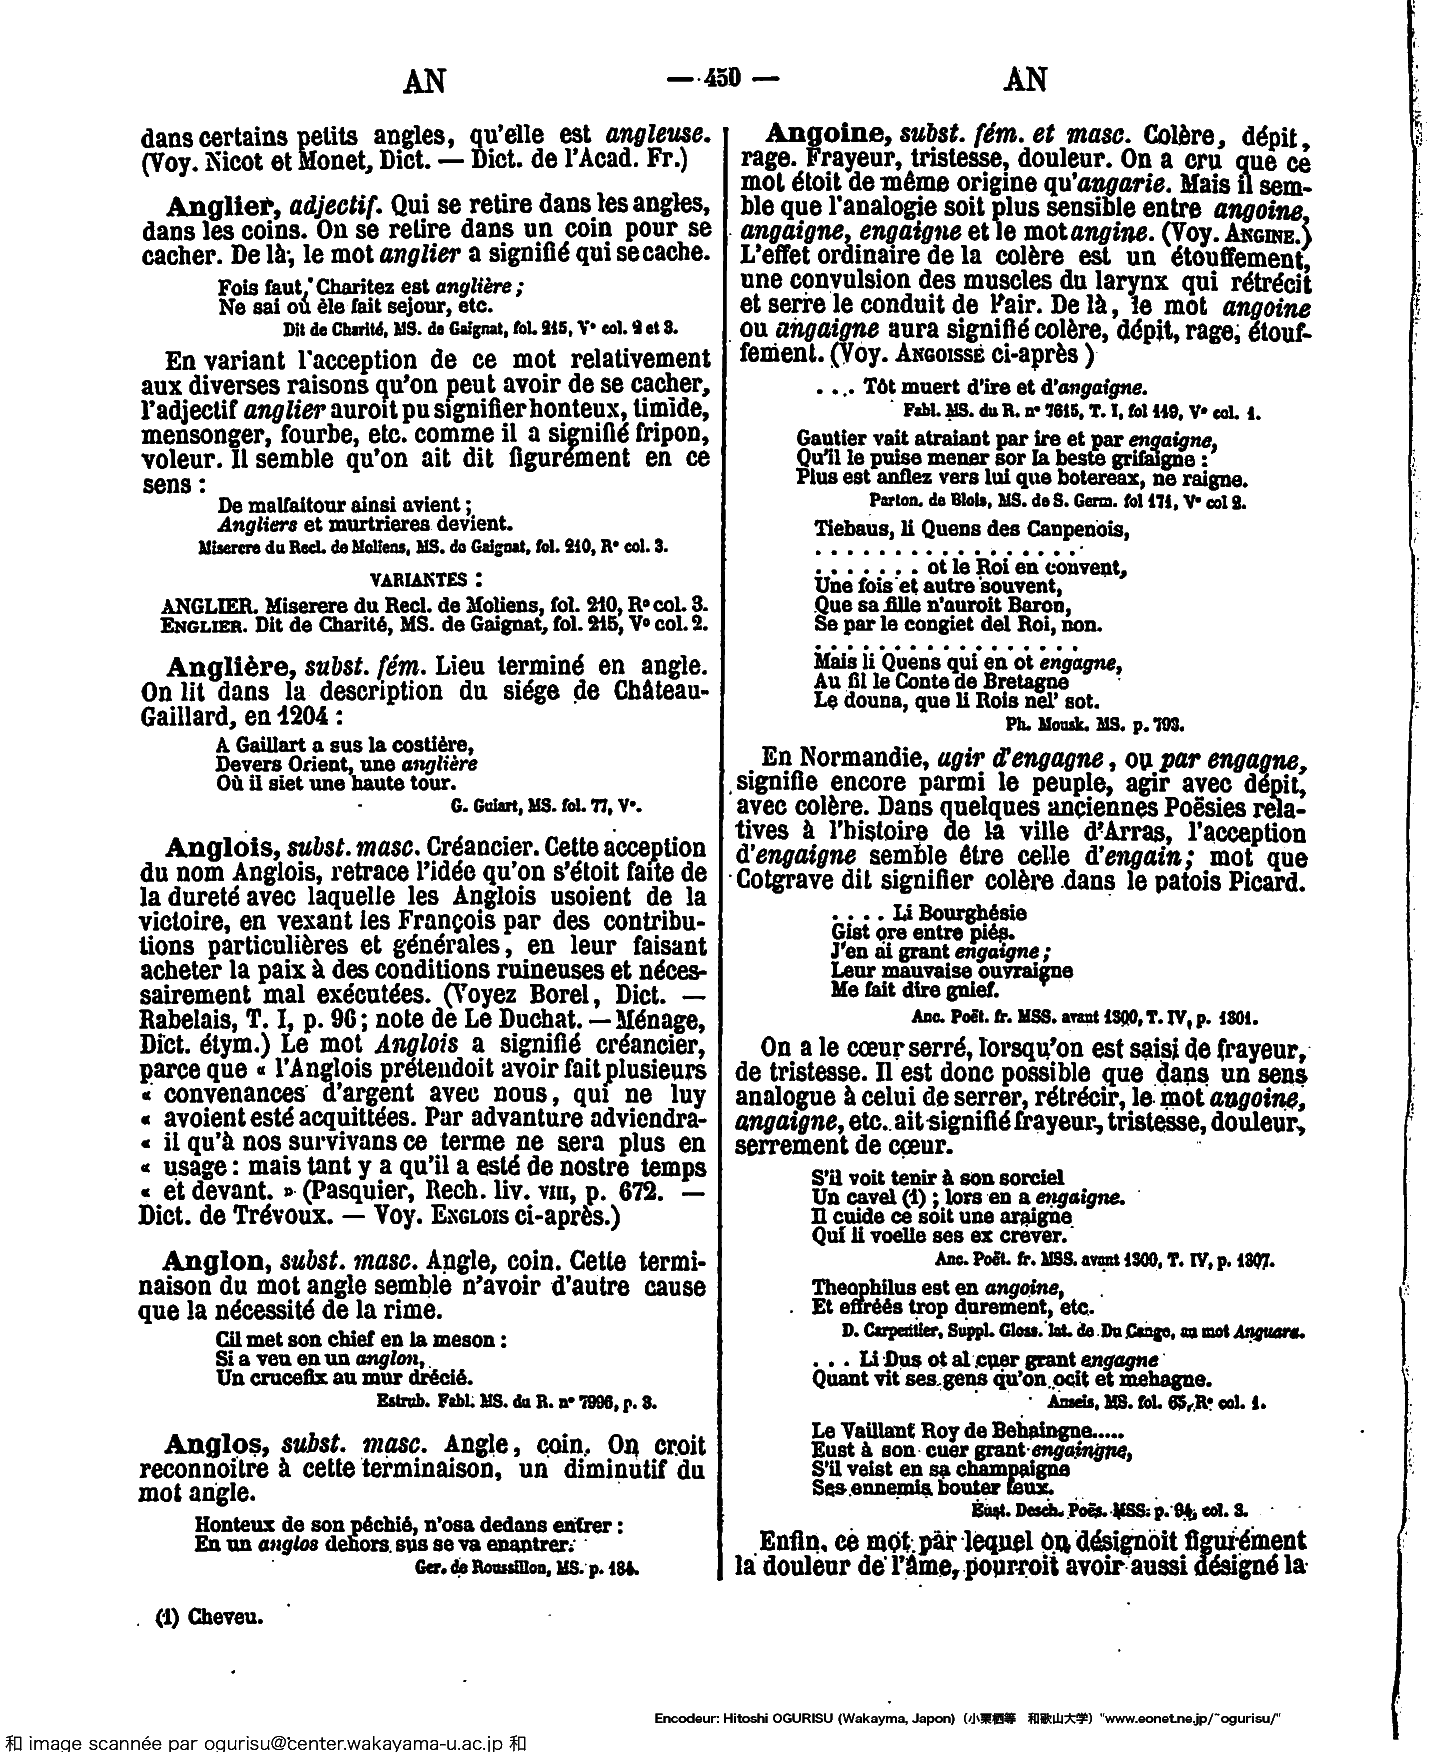 AN
— 450 —
AN
dans certains petits angles, qu'elle est angleuse.
(Voy. Nicot et Monet, Dict. — Dict. de l'Acad. Fr.)
Anglier, adjectif. Qui se retire dans les angles,
dans les coins. On se retire dans un coin pour se
cacher. De là, le mot anglier a signifié qui se cache.
Fois faut, Charitez est anglière ;
Ne sai où èle fait sejour, etc.
Dit de Charité, MS. de Gaignat, fol. 215, V° col. 2 et 3.
En variant l'acception de ce mot relativement
aux diverses raisons qu'on peut avoir de se cacher,
l'adjectif anglier auroit pu signifier honteux, timide,
mensonger, fourbe, etc. comme il a signifié fripon,
voleur. Il semble qu'on ait dit figurément en ce
sens :
De malfaitour ainsi avient ;
Angliers et murtrieres devient.
Miserere du Recl. de Moliens, MS. de Gaignat, fol. 210, R° col. 3.
VARIANTES :
ANGLIER. Miserere du Recl. de Moliens, fol. 210, R° col. 3.
ENGLIER. Dit de Charité, MS. de Gaignat, fol. 215, V° col. 2.
Anglière, subst. fém. Lieu terminé en angle.
On lit dans la description du siége de Château-
Gaillard, en 1204 :
A Gaillart a sus la costière,
Devers Orient, une anglière
Où il siet une haute tour.
G. Guiart, MS. fol. 77, V°.
Anglois, subst. masc. Créancier. Cette acception
du nom Anglois, retrace l'idée qu'on s'étoit faite de
la dureté avec laquelle les Anglois usoient de la
victoire, en vexant les François par des contribu-
tions particulières et générales, en leur faisant
acheter la paix à des conditions ruineuses et néces-
sairement mal exécutées. (Voyez Borel, Dict. —
Rabelais, T. I, p. 96 ; note de Le Duchat. — Ménage,
Dict. étym.) Le mot Anglois a signifié créancier,
parce que « l'Anglois prétendoit avoir fait plusieurs
« convenances d'argent avec nous, qui ne luy
« avoient esté acquittées. Par advanture adviendra-
« il qu'à nos survivans ce terme ne sera plus en
« usage : mais tant y a qu'il a esté de nostre temps
« et devant. » (Pasquier, Rech. liv. VIII, p. 672. —
Dict. de Trévoux. — Voy. ENGLOIS ci-après.)
Anglon, subst. masc. Angle, coin. Cette termi-
naison du mot angle semble n'avoir d'autre cause
que la nécessité de la rime.
Cil met son chief en la meson :
Si a veu en un anglon,
Un crucefix au mur drécié.
Estrub. Fabl. MS. du R. n° 7996, p. 3.
Anglos, subst. masc. Angle, coin. On croit
reconnoitre à cette terminaison, un diminutif du
mot angle.
Honteux de son péchié, n'osa dedans entrer :
En un anglos dehors sus se va enantrer.
Ger. de Roussillon, MS. p. 184.
(1) Cheveu.
Angoine, subst. fém. et masc. Colère, dépit,
rage. Frayeur, tristesse, douleur. On a cru que ce
mot étoit de même origine qu'angarie. Mais il sem-
ble que l'analogie soit plus sensible entre angoine,
angaigne, engaigne et le mot angine. (Voy. ANGINE.)
L'effet ordinaire de la colère est un étouffement,
une convulsion des muscles du larynx qui rétrécit
et serre le conduit de l'air. De là, le mot angoine
ou angaigne aura signifié colère, dépit, rage, étouf-
fement. (Voy. ANGOISSE ci-après )
. . . . Tôt muert d'ire et d'angaigne.
Fabl. MS. du R. n° 7615, T. I, fol 119, V° col. 1.
Gautier vait atraiant par ire et par engaigne,
Qu'il le puise mener sor la beste grifaigne :
Plus est anflez vers lui que botereax, ne raigne.
Parton. de Blois, MS. de S. Germ. fol 171, V° col 2.
Tiebaus, li Quens des Canpenois,
. . . . . . . . . . . . . . . . .
. . . . . . . ot le Roi en convent,
Une fois et autre souvent,
Que sa fille n'auroit Baron,
Se par le congiet del Roi, non.
. . . . . . . . . . . . . . . . .
Mais li Quens qui en ot engagne,
Au fil le Conte de Bretagne
Le douna, que li Rois nel' sot.
Ph. Mousk. MS. p. 793.
En Normandie, agir d'engagne, ou par engagne,
signifie encore parmi le peuple, agir avec dépit,
avec colère. Dans quelques anciennes Poësies rela-
tives à l'histoire de la ville d'Arras, l'acception
d'engaigne semble être celle d'engain ; mot que
Cotgrave dit signifier colère dans le patois Picard.
. . . . Li Bourghésie
Gist ore entre piés.
J'en ai grant engaigne ;
Leur mauvaise ouvraigne
Me fait dire gnief.
Anc. Poët. fr. MSS. avant 1300, T. IV, p. 1301.
On a le cœur serré, lorsqu'on est saisi de frayeur,
de tristesse. Il est donc possible que dans un sens
analogue à celui de serrer, rétrécir, le mot angoine,
angaigne, etc. ait signifié frayeur, tristesse, douleur,
serrement de cœur.
S'il voit tenir à son sorciel
Un cavel (1) ; lors en a engaigne.
Il cuide ce soit une araigne
Qui li voelle ses ex crever.
Anc. Poët. fr. MSS. avant 1300, T. IV, p. 1307.
Theophilus est en angoine,
Et effréés trop durement, etc.
D. Carpentier, Suppl. Gloss. lat. de Du Cange, au mot Anguara.
. . . Li Dus ot al cuer grant engagne
Quant vit ses gens qu'on ocit et mehagne.
Anseis, MS. fol. 65, R° col. 1.
Le Vaillant Roy de Behaingne.....
Eust à son cuer grant engaingne,
S'il veist en sa champaigne
Ses ennemis bouter feux.
Eust. Desch. Poës. MSS. p. 94, col. 3.
Enfin, ce mot par lequel on désignoit figurément
la douleur de l'âme, pourroit avoir aussi désigné la
Encodeur: Hitoshi OGURISU (Wakayma, Japon) (小栗栖等 和歌山大学) "www.eonet.ne.jp/~ogurisu/"
和 image scannée par ogurisu@center.wakayama-u.ac.jp 和